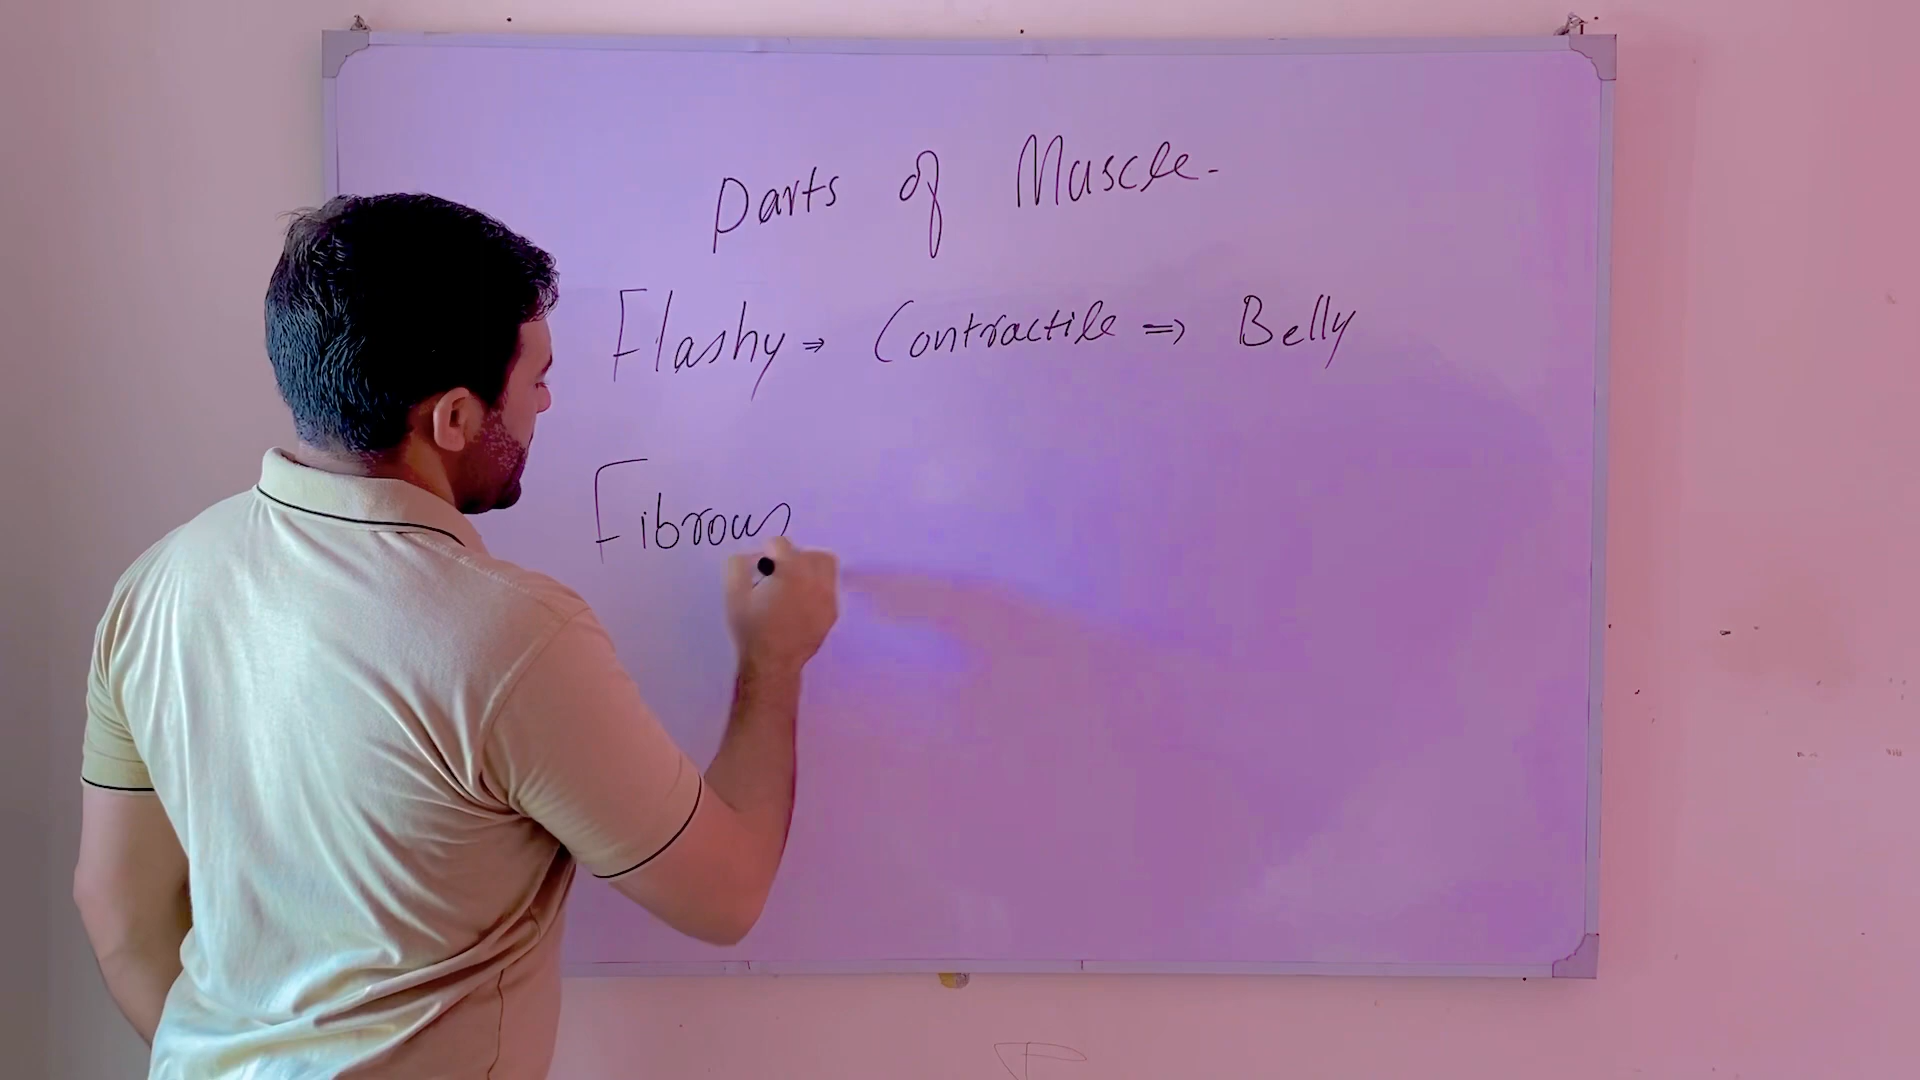 Parts of Muscle.
Flashy ⇒ Contractile ⇒ Belly
Fibrous